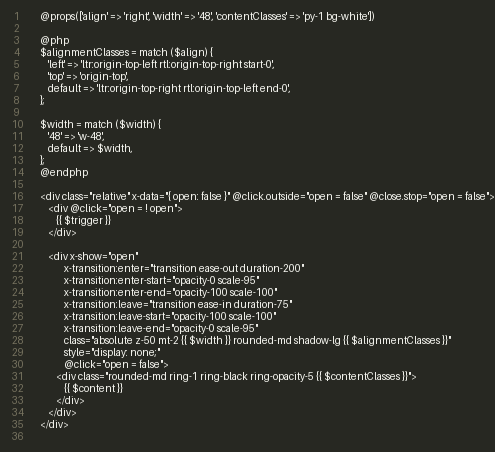 1 @props(['align' => 'right', 'width' => '48', 'contentClasses' => 'py-1 bg-white'])
2
3 @php
4 $alignmentClasses = match ($align) {
5 'left' => 'ltr:origin-top-left rtl:origin-top-right start-0',
6 'top' => 'origin-top',
7 default => 'ltr:origin-top-right rtl:origin-top-left end-0',
8 };
9
10 $width = match ($width) {
11 '48' => 'w-48',
12 default => $width,
13 };
14 @endphp
15
16 <div class="relative" x-data="{ open: false }" @click.outside="open = false" @close.stop="open = false">
17 <div @click="open = ! open">
18 {{ $trigger }}
19 </div>
20
21 <div x-show="open"
22 x-transition:enter="transition ease-out duration-200"
23 x-transition:enter-start="opacity-0 scale-95"
24 x-transition:enter-end="opacity-100 scale-100"
25 x-transition:leave="transition ease-in duration-75"
26 x-transition:leave-start="opacity-100 scale-100"
27 x-transition:leave-end="opacity-0 scale-95"
28 class="absolute z-50 mt-2 {{ $width }} rounded-md shadow-lg {{ $alignmentClasses }}"
29 style="display: none;"
30 @click="open = false">
31 <div class="rounded-md ring-1 ring-black ring-opacity-5 {{ $contentClasses }}">
32 {{ $content }}
33 </div>
34 </div>
35 </div>
36